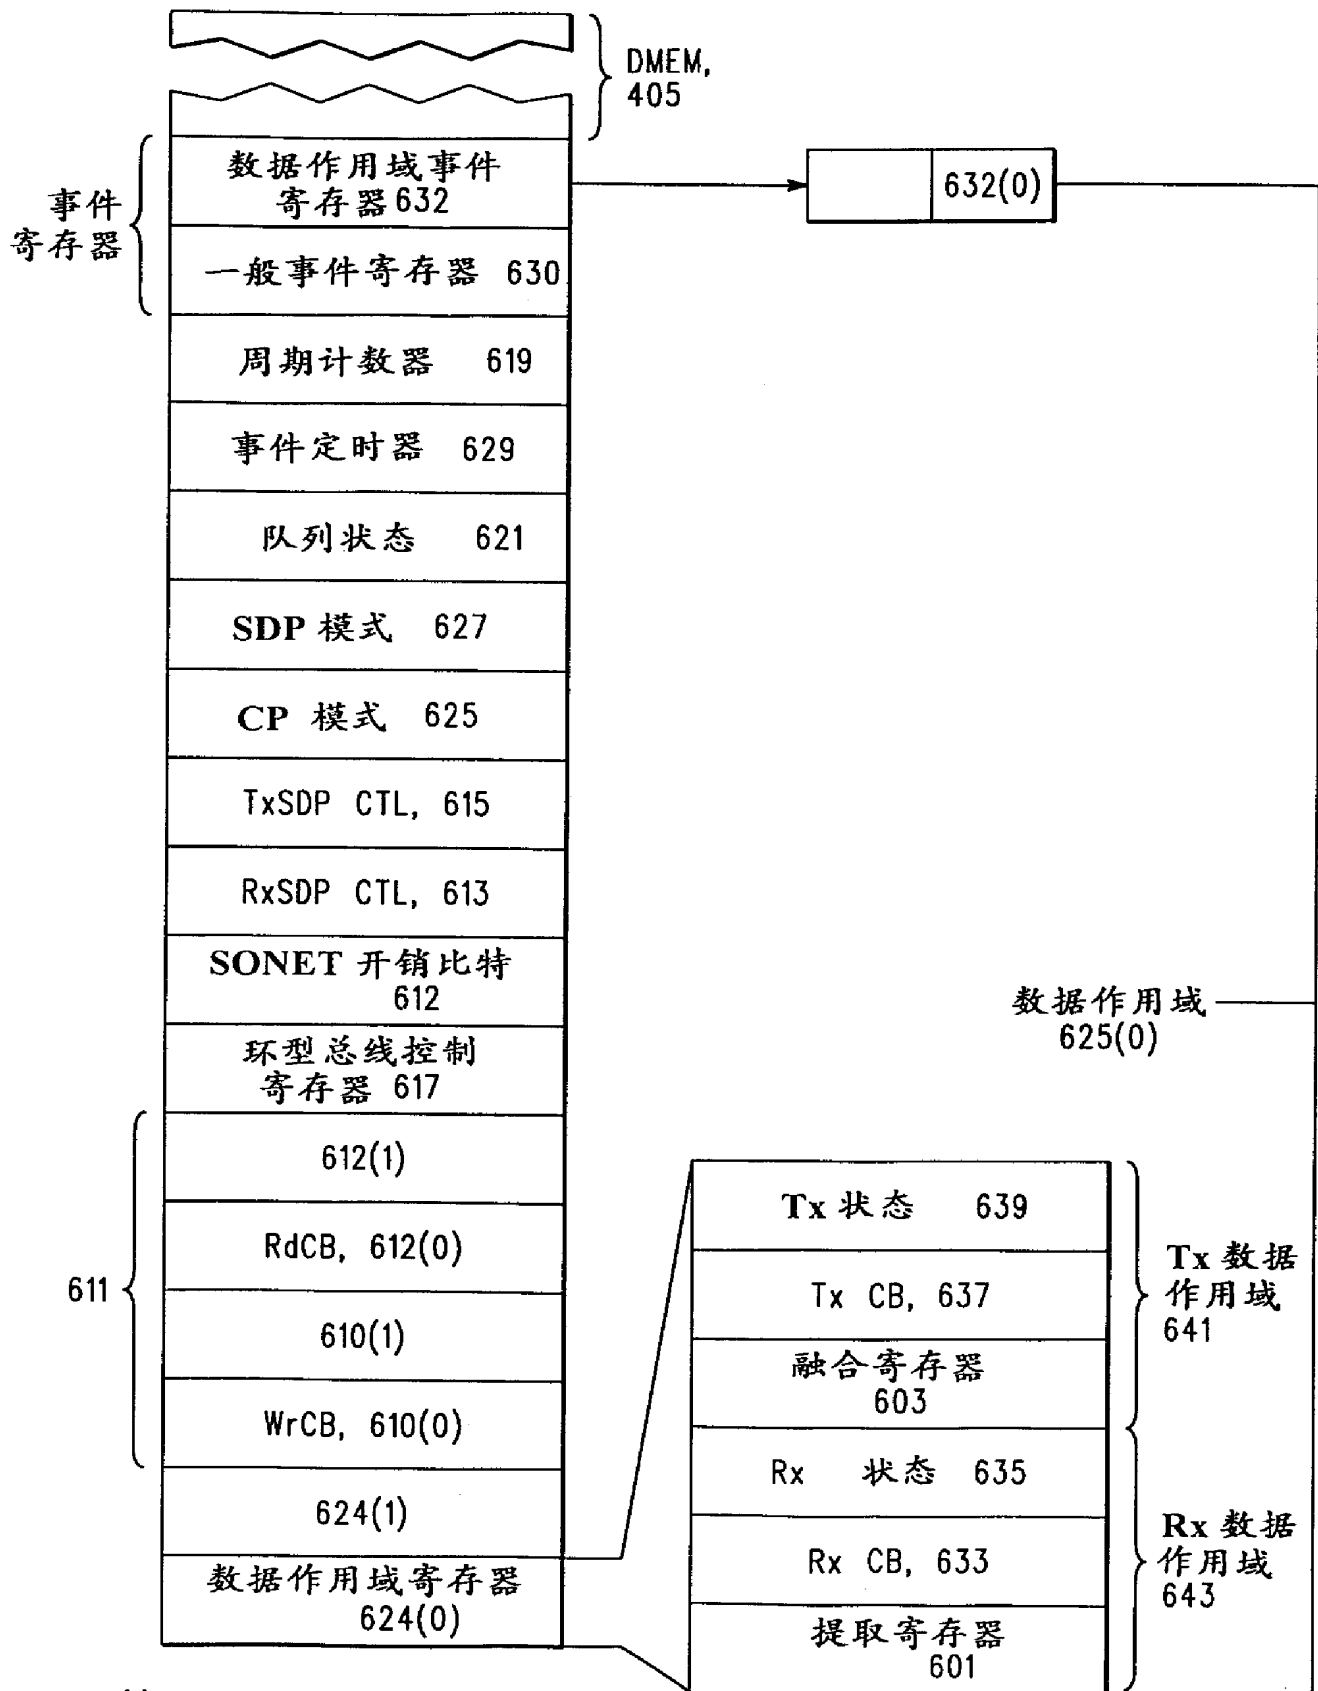 DMEM,
405
事件
寄存器
数据作用域事件
寄存器632
632(0)
一般事件寄存器 630
周期计数器 619
事件定时器 629
队列状态 621
SDP 模式 627
CP 模式 625
TxSDP CTL, 615
RxSDP CTL, 613
SONET 开销比特
612
环型总线控制
寄存器 617
数据作用域
625(0)
611
612(1)
RdCB, 612(0)
610(1)
WrCB, 610(0)
624(1)
数据作用域寄存器
624(0)
Tx 状态 639
Tx CB, 637
融合寄存器
603
Rx 状态 635
Rx CB, 633
提取寄存器
601
Tx 数据
作用域
641
Rx 数据
作用域
643